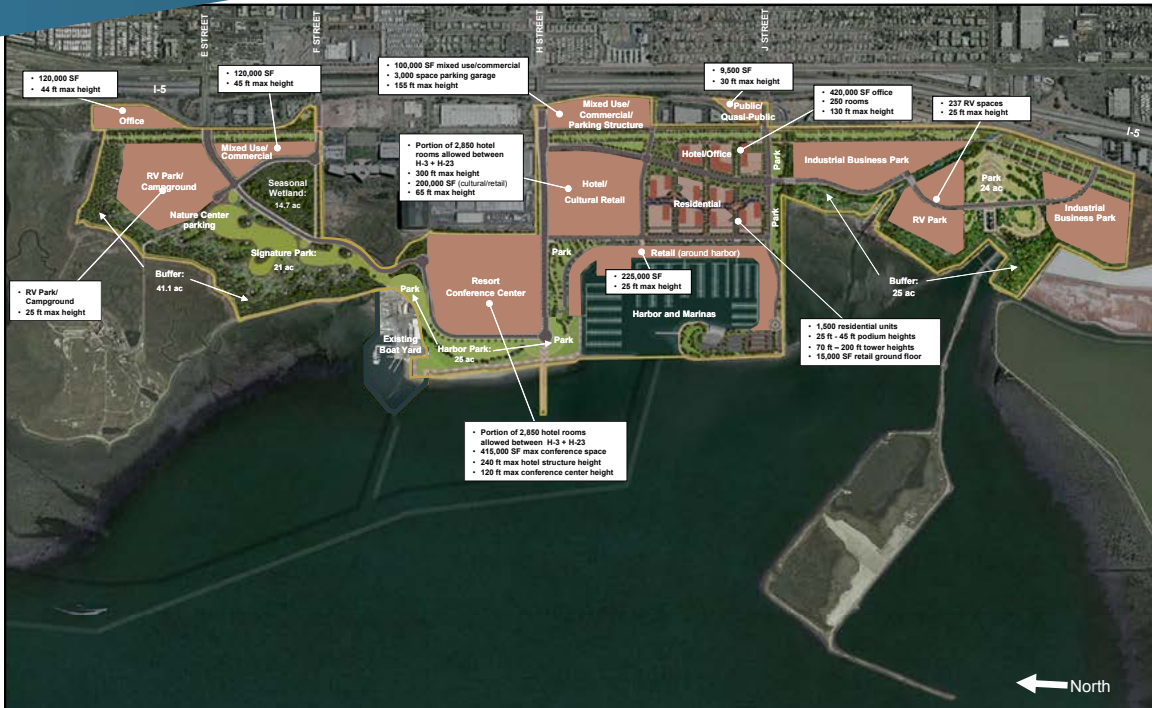 E STREET
F STREET
H STREET
J STREET
• 120,000 SF
• 44 ft max height
I-5
• 120,000 SF
• 45 ft max height
• 100,000 SF mixed use/commercial
• 3,000 space parking garage
• 155 ft max height
• 9,500 SF
• 30 ft max height
• 420,000 SF office
• 250 rooms
• 130 ft max height
• 237 RV spaces
• 25 ft max height
I-5
Office
Mixed Use/
Commercial
Mixed Use/
Commercial/
Parking Structure
Public/
Quasi-Public
• Portion of 2,850 hotel
rooms allowed between
H-3 + H-23
• 300 ft max height
• 200,000 SF (cultural/retail)
• 65 ft max height
RV Park/
Campground
Seasonal
Wetland:
14.7 ac
Nature Center
parking
Hotel/
Cultural Retail
Hotel/Office
Residential
Park
Park
Industrial Business Park
RV Park
Park
24 ac
Industrial
Business Park
Signature Park:
21 ac
Buffer:
41.1 ac
• RV Park/
Campground
• 25 ft max height
Park
Resort
Conference Center
Park
Retail (around harbor)
• 225,000 SF
• 25 ft max height
Buffer:
25 ac
Harbor and Marinas
Existing
Boat Yard
Harbor Park:
25 ac
Park
• 1,500 residential units
• 25 ft - 45 ft podium heights
• 70 ft – 200 ft tower heights
• 15,000 SF retail ground floor
• Portion of 2,850 hotel rooms
allowed between H-3 + H-23
• 415,000 SF max conference space
• 240 ft max hotel structure height
• 120 ft max conference center height
North